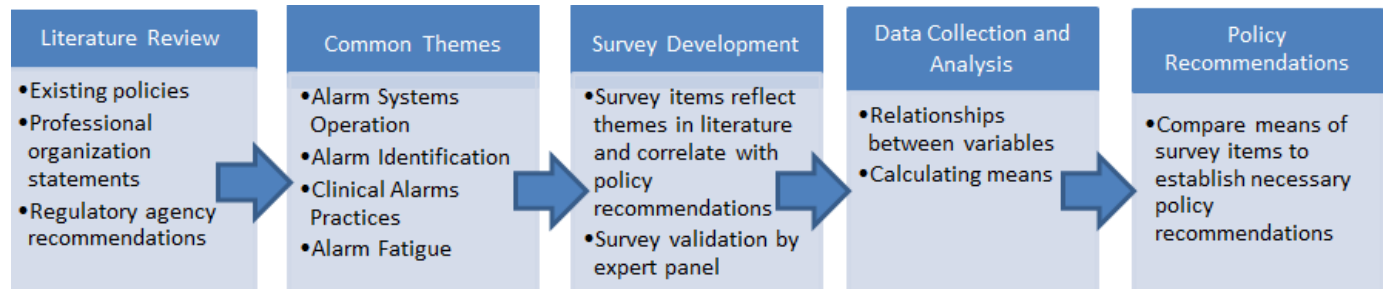 Literature Review
•Existing policies
•Professional
organization
statements
•Regulatory agency
recommendations
Common Themes
•Alarm Systems
Operation
•Alarm Identification
•Clinical Alarms
Practices
•Alarm Fatigue
Survey Development
•Survey items reflect
themes in literature
and correlate with
policy
recommendations
•Survey validation by
expert panel
Data Collection and
Analysis
•Relationships
between variables
•Calculating means
Policy
Recommendations
•Compare means of
survey items to
establish necessary
policy
recommendations